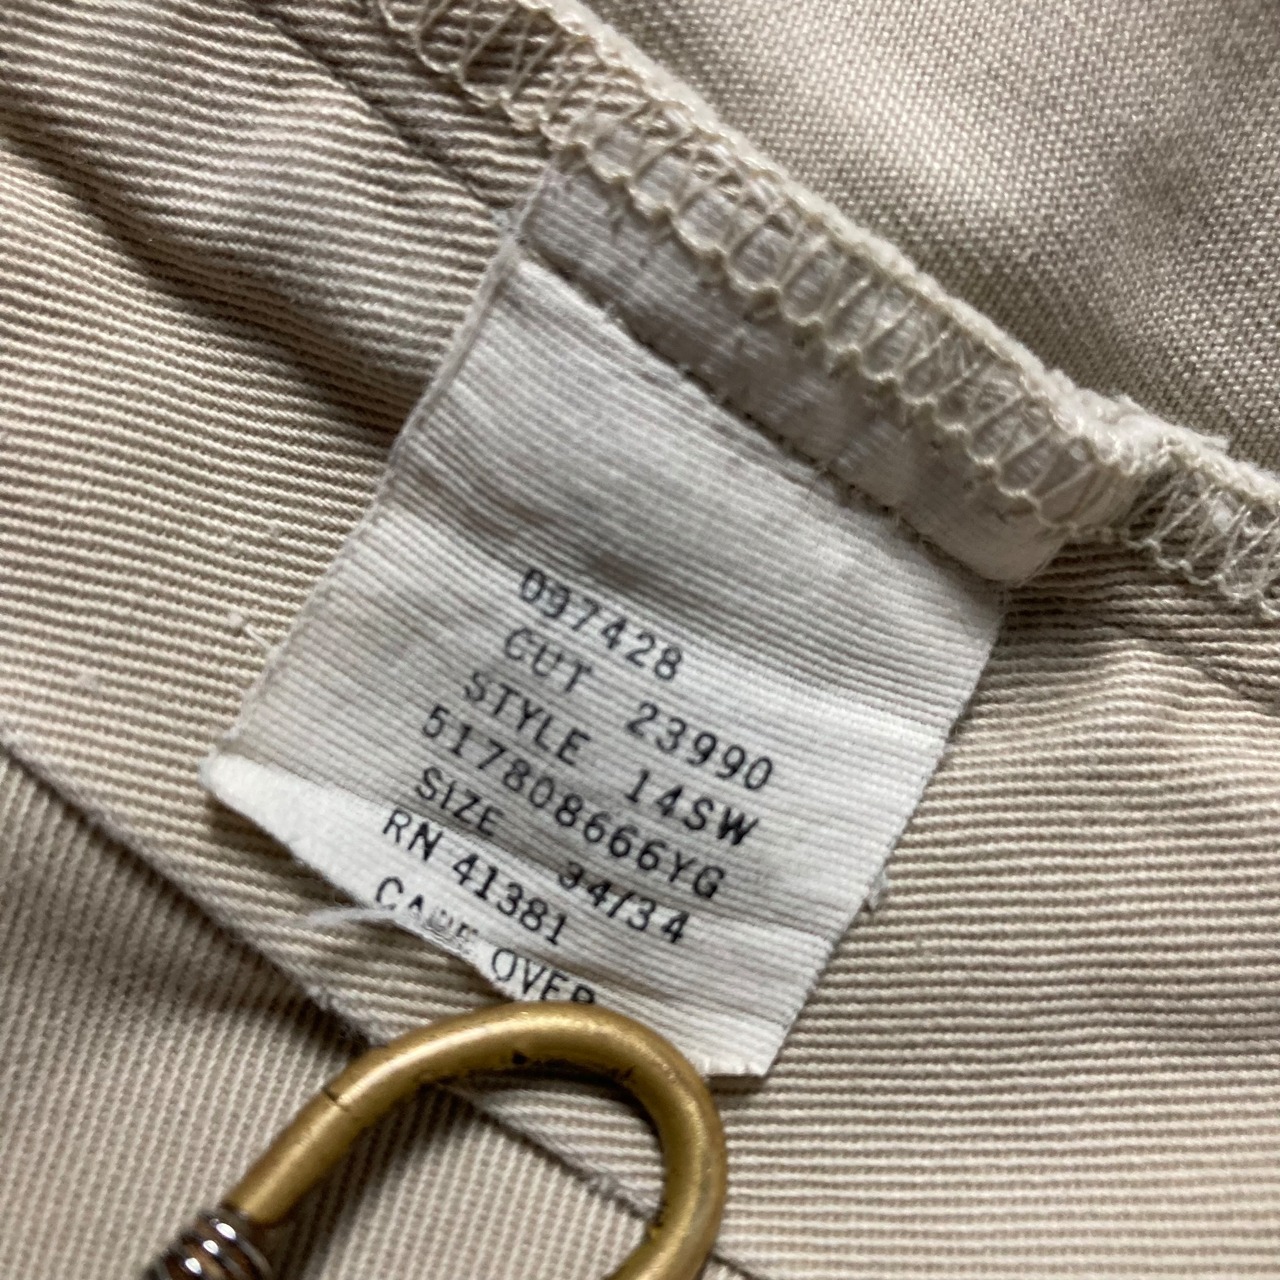 097428
CUT 23990
STYLE 14SW
517808666YG
SIZE 34/34
RN 41381
CARE OVER